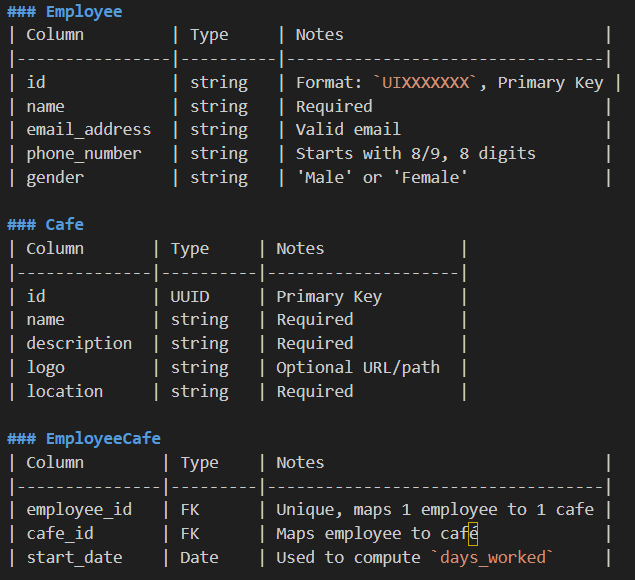 ### Employee
| Column         | Type     | Notes                           |
|----------------|----------|---------------------------------|
| id             | string   | Format: `UIXXXXXXX`, Primary Key |
| name           | string   | Required                        |
| email_address  | string   | Valid email                     |
| phone_number   | string   | Starts with 8/9, 8 digits       |
| gender         | string   | 'Male' or 'Female'              |
### Cafe
| Column       | Type     | Notes              |
|--------------|----------|--------------------|
| id           | UUID     | Primary Key        |
| name         | string   | Required           |
| description  | string   | Required           |
| logo         | string   | Optional URL/path  |
| location     | string   | Required           |
### EmployeeCafe
| Column        | Type    | Notes                             |
|---------------|---------|-----------------------------------|
| employee_id   | FK      | Unique, maps 1 employee to 1 cafe |
| cafe_id       | FK      | Maps employee to café             |
| start_date    | Date    | Used to compute `days_worked`     |